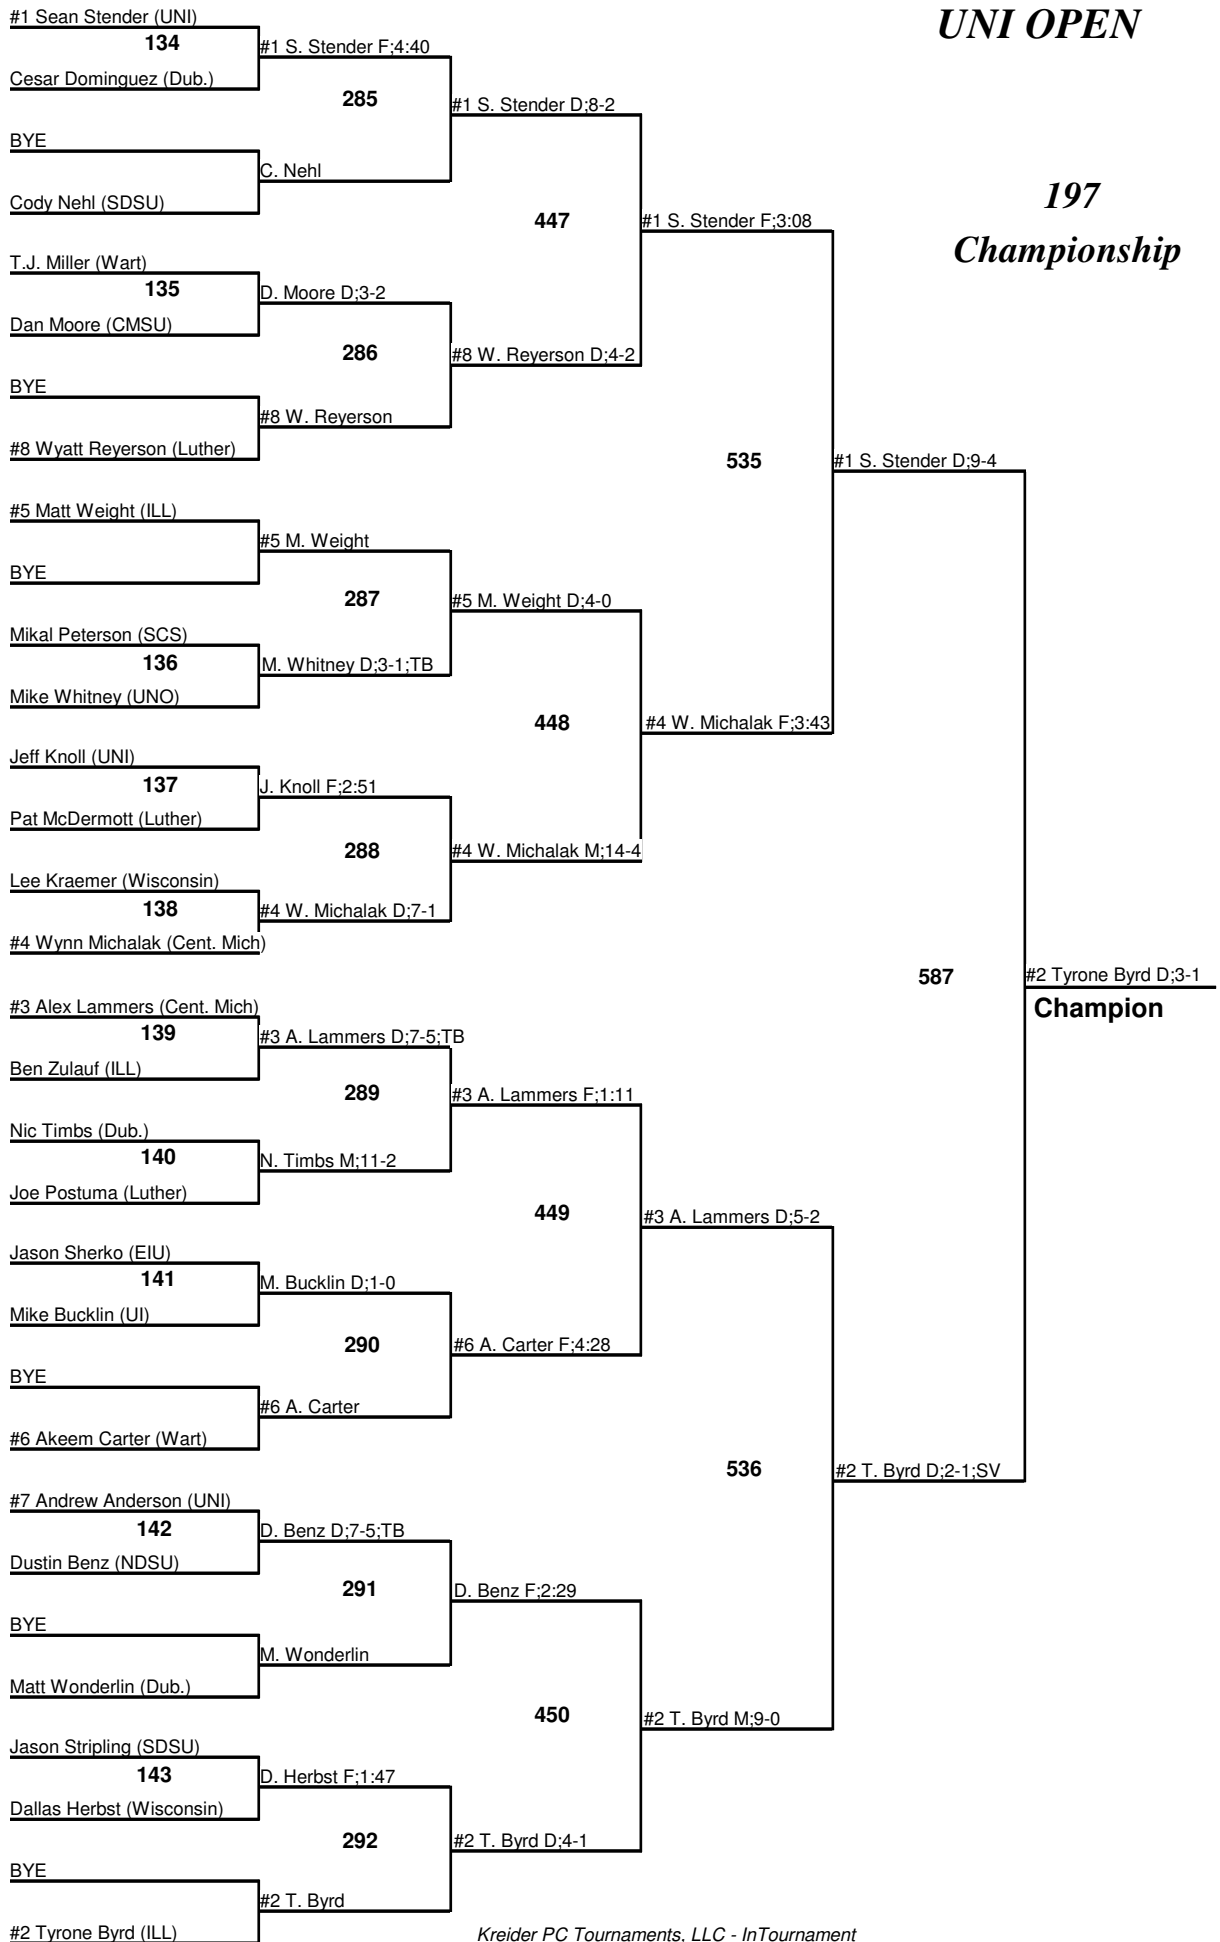 UNI OPEN
197
Championship
#1 Sean Stender (UNI)
134
Cesar Dominguez (Dub.)
#1 S. Stender F;4:40
285
BYE
C. Nehl
Cody Nehl (SDSU)
#1 S. Stender D;8-2
447
T.J. Miller (Wart)
135
Dan Moore (CMSU)
D. Moore D;3-2
286
BYE
#8 W. Reyerson
#8 Wyatt Reyerson (Luther)
#8 W. Reyerson D;4-2
#1 S. Stender F;3:08
535
#5 Matt Weight (ILL)
#5 M. Weight
BYE
287
Mikal Peterson (SCS)
136
Mike Whitney (UNO)
M. Whitney D;3-1;TB
#5 M. Weight D;4-0
448
Jeff Knoll (UNI)
137
Pat McDermott (Luther)
J. Knoll F;2:51
288
Lee Kraemer (Wisconsin)
138
#4 Wynn Michalak (Cent. Mich)
#4 W. Michalak D;7-1
#4 W. Michalak M;14-4
#4 W. Michalak F;3:43
#1 S. Stender D;9-4
587
#2 Tyrone Byrd D;3-1
Champion
#3 Alex Lammers (Cent. Mich)
139
Ben Zulauf (ILL)
#3 A. Lammers D;7-5;TB
289
Nic Timbs (Dub.)
140
Joe Postuma (Luther)
N. Timbs M;11-2
#3 A. Lammers F;1:11
449
Jason Sherko (EIU)
141
Mike Bucklin (UI)
M. Bucklin D;1-0
290
BYE
#6 A. Carter
#6 Akeem Carter (Wart)
#6 A. Carter F;4:28
#3 A. Lammers D;5-2
536
#7 Andrew Anderson (UNI)
142
Dustin Benz (NDSU)
D. Benz D;7-5;TB
291
BYE
M. Wonderlin
Matt Wonderlin (Dub.)
D. Benz F;2:29
450
Jason Stripling (SDSU)
143
Dallas Herbst (Wisconsin)
D. Herbst F;1:47
292
BYE
#2 T. Byrd
#2 Tyrone Byrd (ILL)
#2 T. Byrd D;4-1
#2 T. Byrd M;9-0
#2 T. Byrd D;2-1;SV
Kreider PC Tournaments, LLC - InTournament